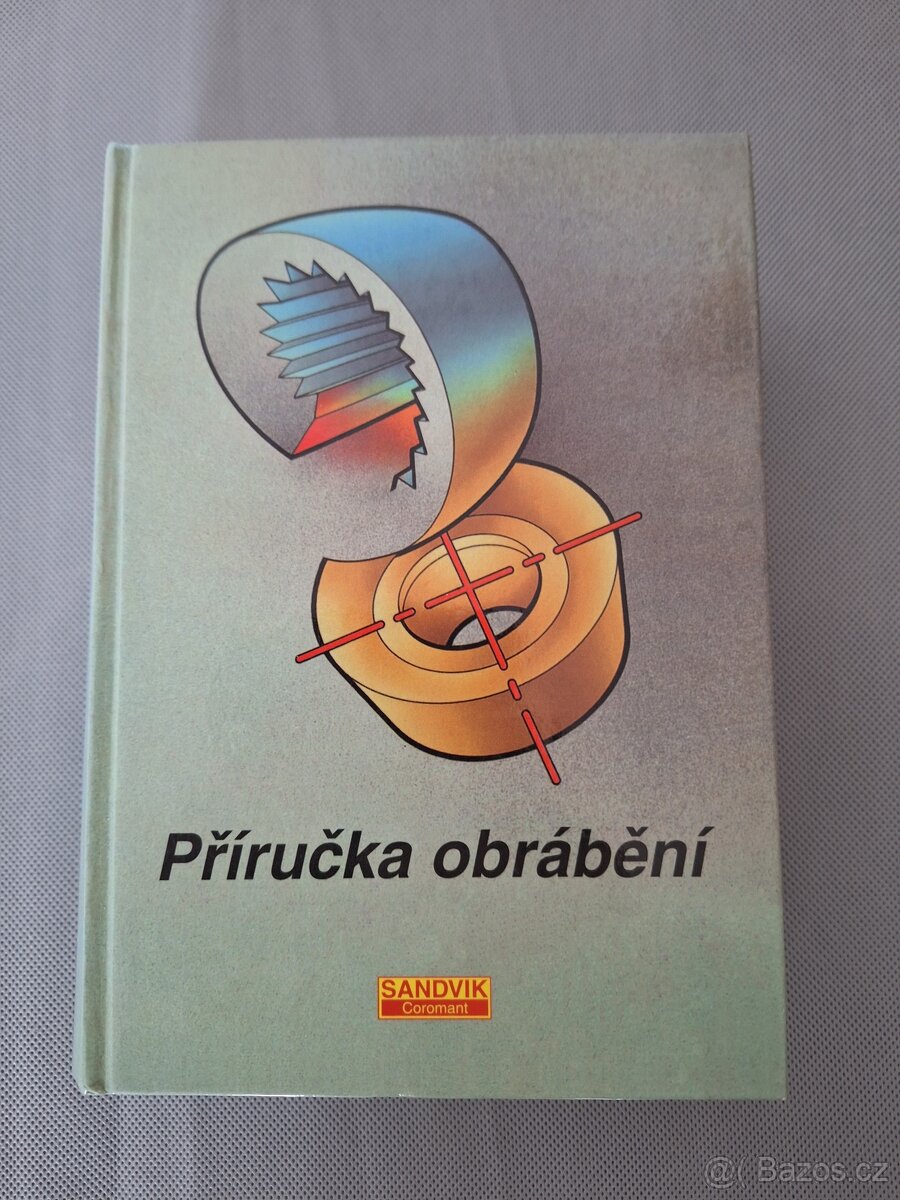 Příručka obrábění
SANDVIK
Coromant
@( Bazos.cz